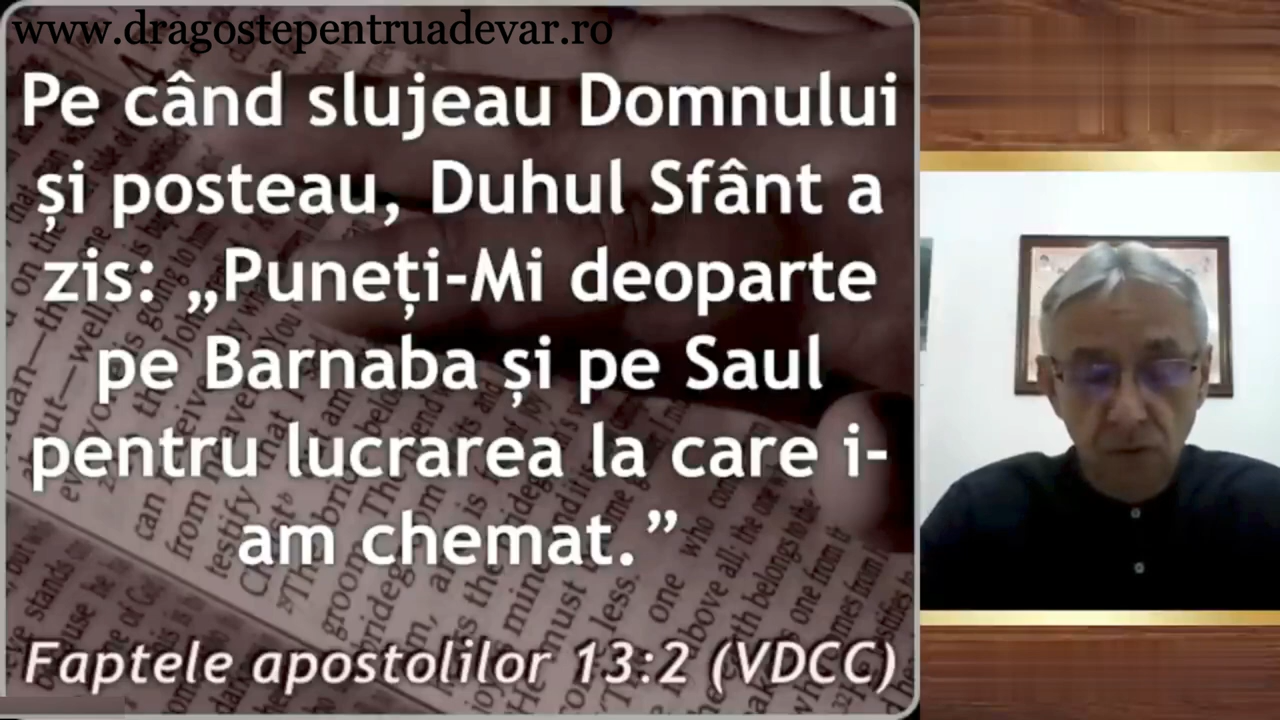 www.dragostepentruadevar.ro
Pe când slujeau Domnului
și posteau, Duhul Sfânt a
zis: „Puneți-Mi deoparte
pe Barnaba și pe Saul
pentru lucrarea la care i-
am chemat.”
Faptele apostolilor 13:2 (VDCC)